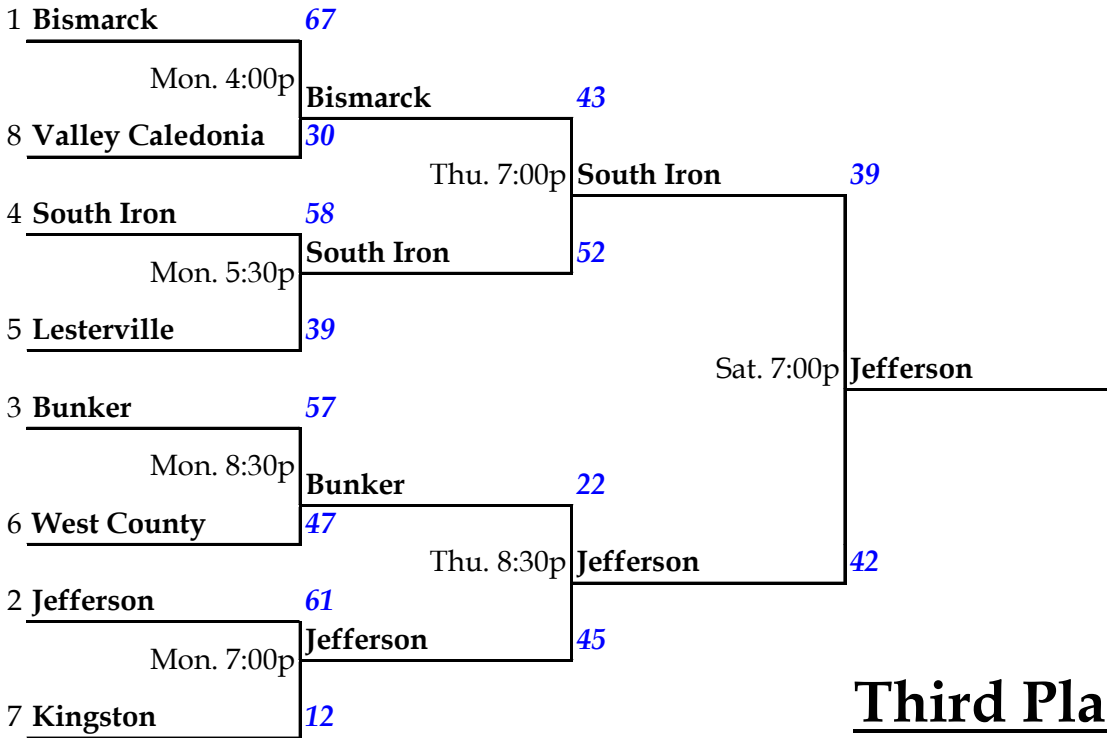 1 Bismarck 67
Mon. 4:00p
Bismarck 43
8 Valley Caledonia 30
Thu. 7:00p South Iron 39
4 South Iron 58
South Iron 52
Mon. 5:30p
5 Lesterville 39
Sat. 7:00p Jefferson
3 Bunker 57
Mon. 8:30p
Bunker 22
6 West County 47
Thu. 8:30p Jefferson 42
2 Jefferson 61
Jefferson 45
Mon. 7:00p
Third Pla
7 Kingston 12